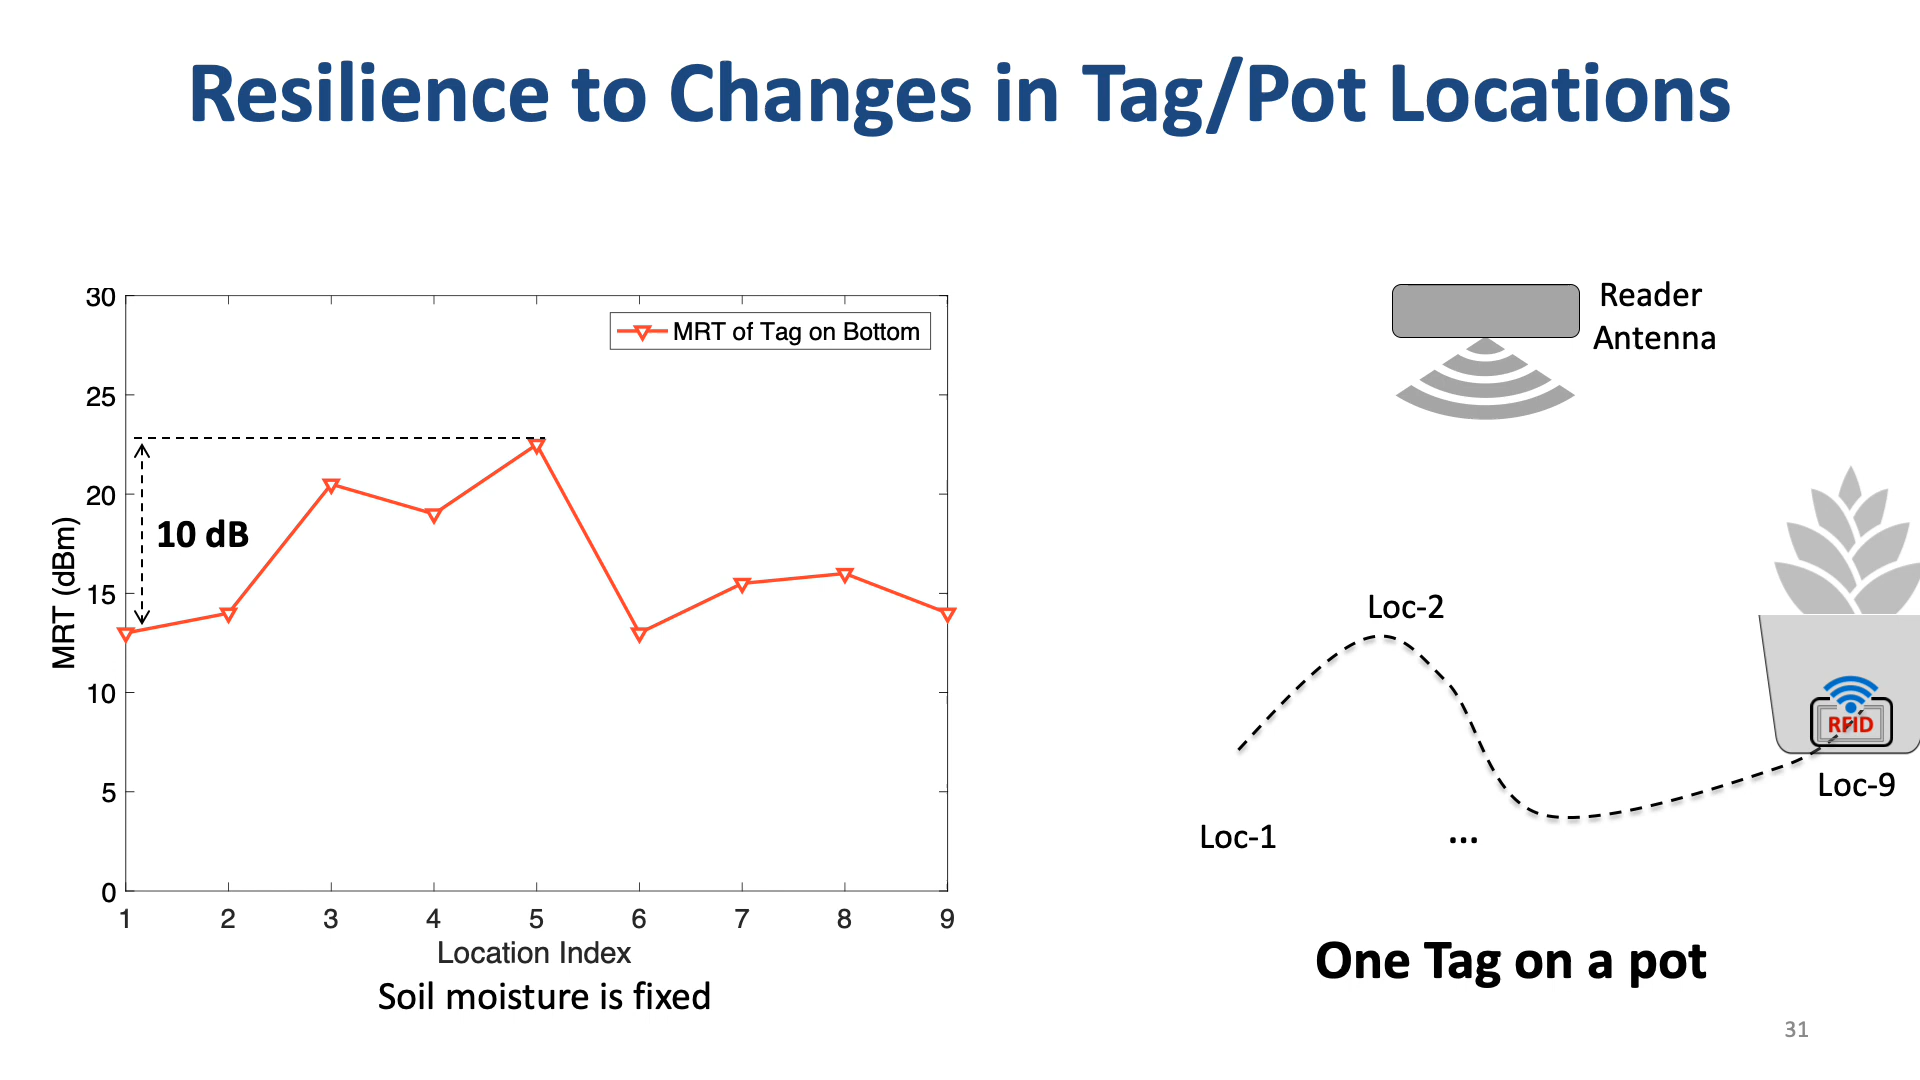 Resilience to Changes in Tag/Pot Locations
30
25
20
15
10
5
0
MRT (dBm)
MRT of Tag on Bottom
10 dB
1 2 3 4 5 6 7 8 9
Location Index
Soil moisture is fixed
Reader
Antenna
Loc-2
RFID
Loc-9
Loc-1
...
One Tag on a pot
31